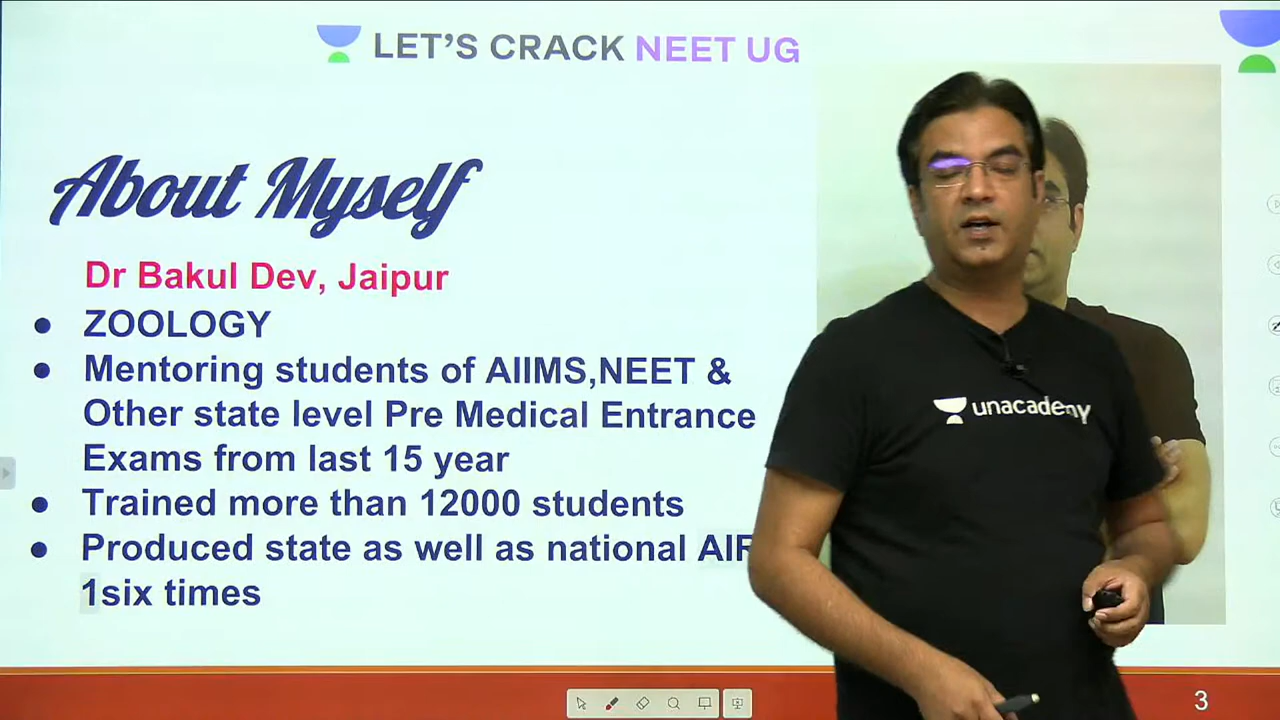 LET'S CRACK NEET UG
About Myself
Dr Bakul Dev, Jaipur
● ZOOLOGY
● Mentoring students of AIIMS,NEET &
Other state level Pre Medical Entrance
Exams from last 15 year
● Trained more than 12000 students
● Produced state as well as national AIR
1six times
unacademy
3